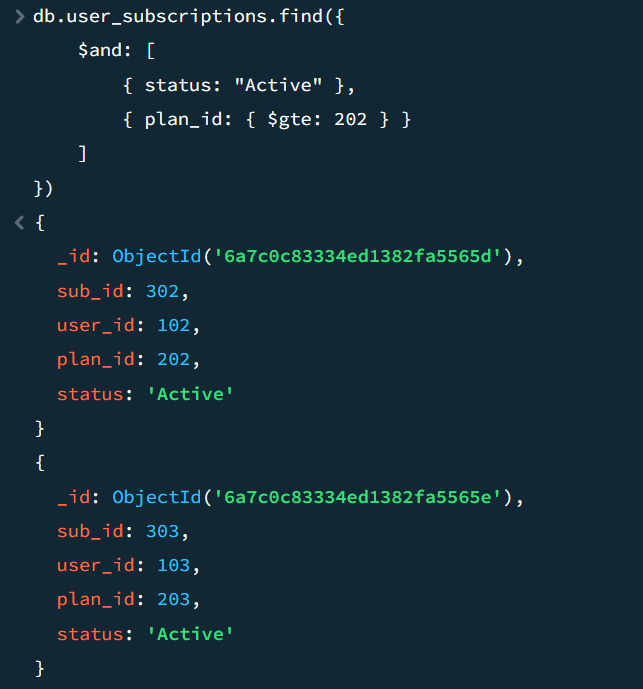 db.user_subscriptions.find({
    $and: [
        { status: "Active" },
        { plan_id: { $gte: 202 } }
    ]
})
{
  _id: ObjectId('6a7c0c83334ed1382fa5565d'),
  sub_id: 302,
  user_id: 102,
  plan_id: 202,
  status: 'Active'
}
{
  _id: ObjectId('6a7c0c83334ed1382fa5565e'),
  sub_id: 303,
  user_id: 103,
  plan_id: 203,
  status: 'Active'
}